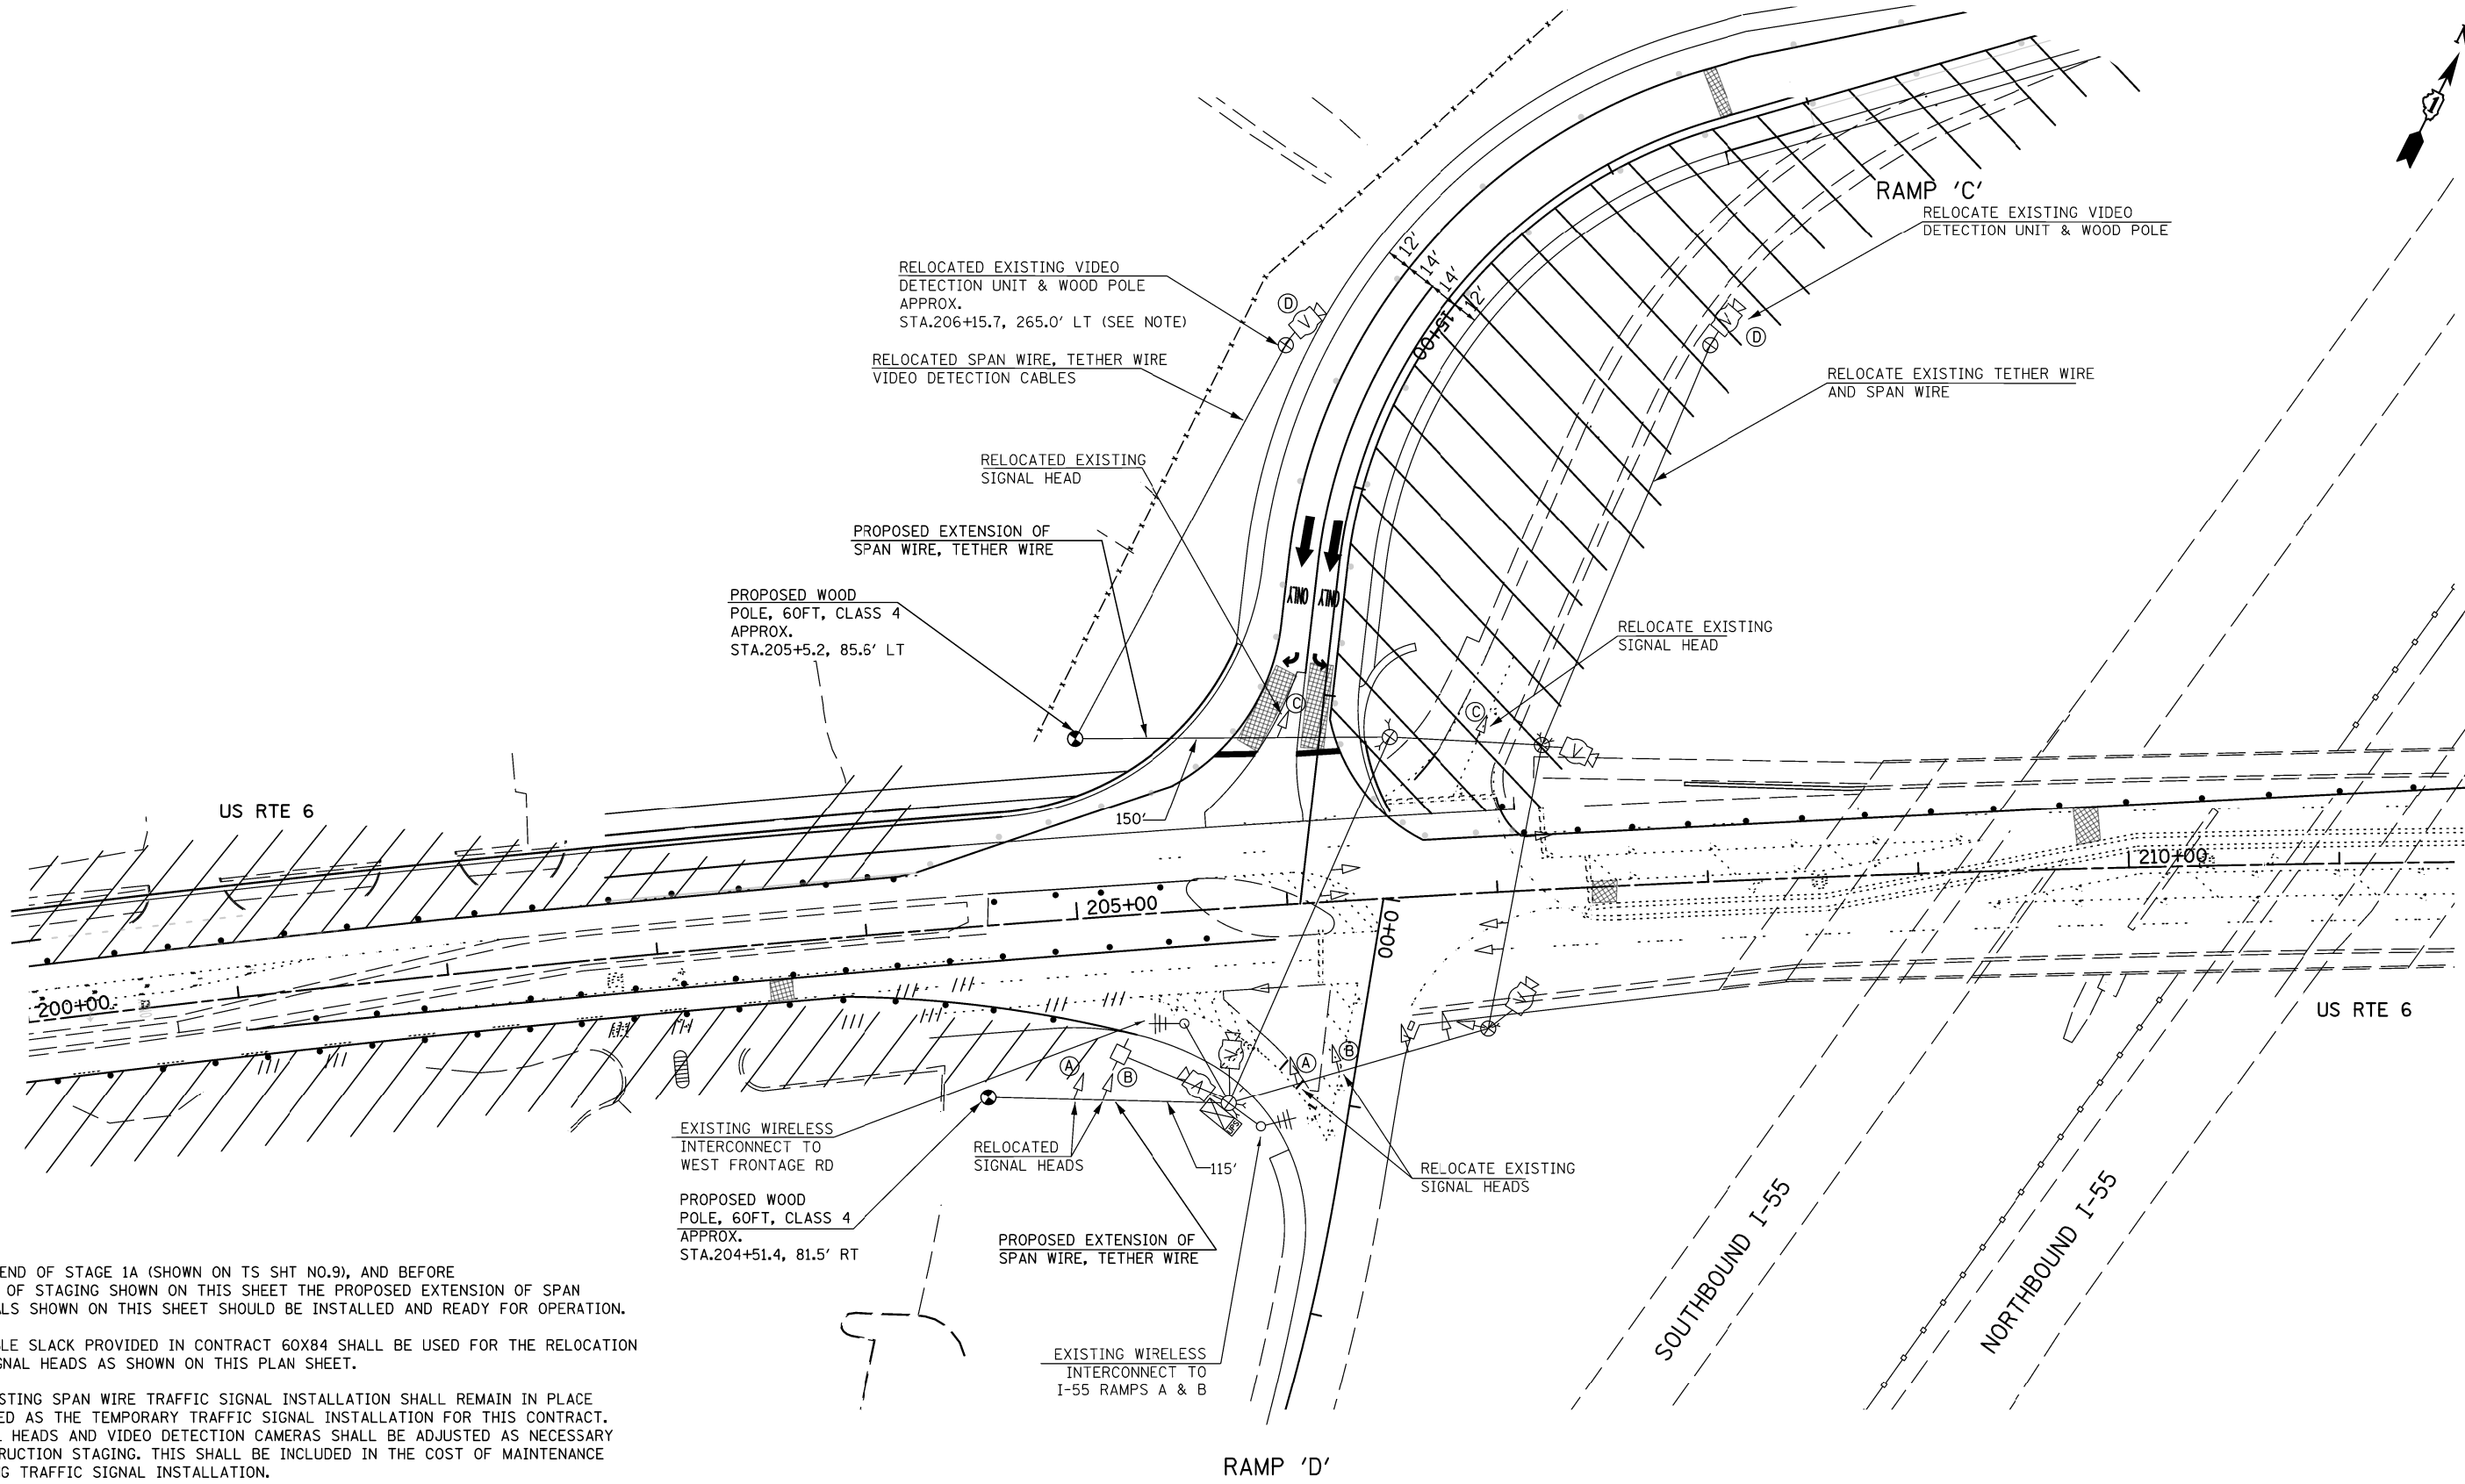 N
1
RAMP 'C'
RELOCATE EXISTING VIDEO
DETECTION UNIT & WOOD POLE
RELOCATED EXISTING VIDEO
DETECTION UNIT & WOOD POLE
APPROX.
STA.206+15.7, 265.0' LT (SEE NOTE)
D
V
12'
14'
14'
12'
15+00
V
D
RELOCATED SPAN WIRE, TETHER WIRE
VIDEO DETECTION CABLES
RELOCATE EXISTING TETHER WIRE
AND SPAN WIRE
RELOCATED EXISTING
SIGNAL HEAD
PROPOSED EXTENSION OF
SPAN WIRE, TETHER WIRE
PROPOSED WOOD
POLE, 60FT, CLASS 4
APPROX.
STA.205+5.2, 85.6' LT
ONLY
ONLY
RELOCATE EXISTING
SIGNAL HEAD
C
C
V
150'
US RTE 6
205+00
210+00
0+00
200+00
US RTE 6
V
A
B
V
V
A
B
UPS
EXISTING WIRELESS
INTERCONNECT TO
WEST FRONTAGE RD
RELOCATED
SIGNAL HEADS
115'
RELOCATE EXISTING
SIGNAL HEADS
PROPOSED WOOD
POLE, 60FT, CLASS 4
APPROX.
STA.204+51.4, 81.5' RT
PROPOSED EXTENSION OF
SPAN WIRE, TETHER WIRE
SOUTHBOUND I-55
NORTHBOUND I-55
EXISTING WIRELESS
INTERCONNECT TO
I-55 RAMPS A & B
RAMP 'D'
END OF STAGE 1A (SHOWN ON TS SHT NO.9), AND BEFORE
OF STAGING SHOWN ON THIS SHEET THE PROPOSED EXTENSION OF SPAN
ALS SHOWN ON THIS SHEET SHOULD BE INSTALLED AND READY FOR OPERATION.
LE SLACK PROVIDED IN CONTRACT 60X84 SHALL BE USED FOR THE RELOCATION
GNAL HEADS AS SHOWN ON THIS PLAN SHEET.
STING SPAN WIRE TRAFFIC SIGNAL INSTALLATION SHALL REMAIN IN PLACE
ED AS THE TEMPORARY TRAFFIC SIGNAL INSTALLATION FOR THIS CONTRACT.
L HEADS AND VIDEO DETECTION CAMERAS SHALL BE ADJUSTED AS NECESSARY
RUCTION STAGING. THIS SHALL BE INCLUDED IN THE COST OF MAINTENANCE
G TRAFFIC SIGNAL INSTALLATION.